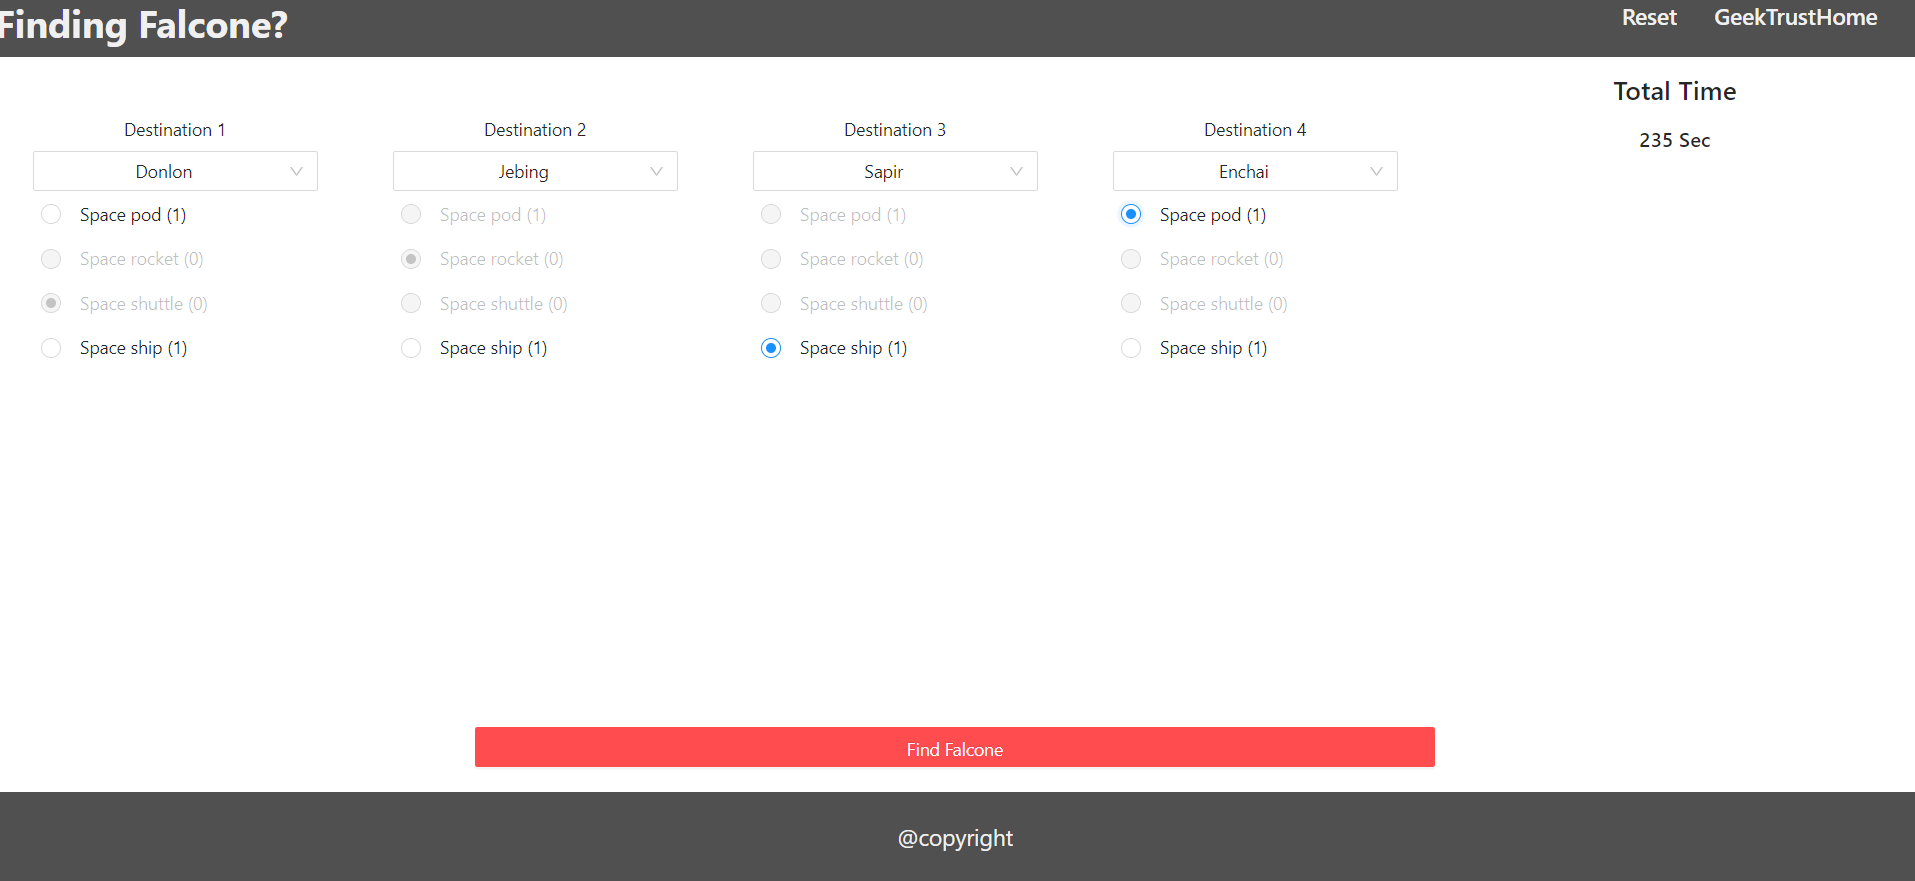 Finding Falcone?
Reset GeekTrustHome
Total Time
235 Sec
Destination 1
Donlon
Space pod (1)
Space rocket (0)
Space shuttle (0)
Space ship (1)
Destination 2
Jebing
Space pod (1)
Space rocket (0)
Space shuttle (0)
Space ship (1)
Destination 3
Sapir
Space pod (1)
Space rocket (0)
Space shuttle (0)
Space ship (1)
Destination 4
Enchai
Space pod (1)
Space rocket (0)
Space shuttle (0)
Space ship (1)
Find Falcone
@copyright